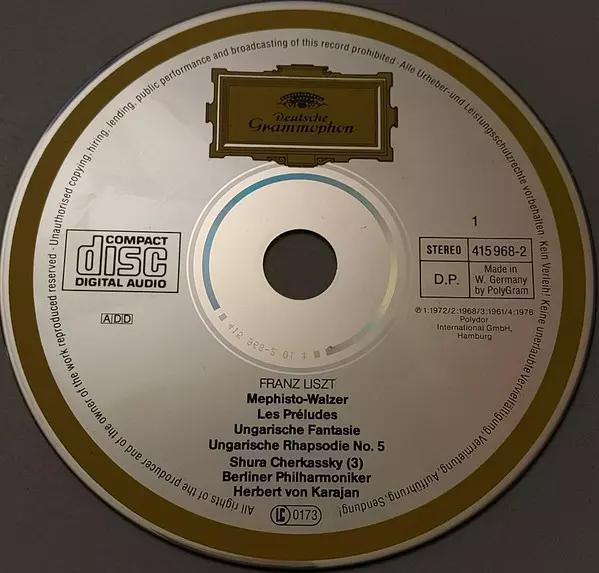 Deutsche
Grammophon
COMPACT
disc
DIGITAL AUDIO
ADD
1
STEREO 415 968-2
D.P. Made in
W. Germany
by PolyGram
℗ 1:1972/2:1968/3:1961/4:1976
Polydor
International GmbH,
Hamburg
FRANZ LISZT
Mephisto-Walzer
Les Préludes
Ungarische Fantasie
Ungarische Rhapsodie No. 5
Shura Cherkassky (3)
Berliner Philharmoniker
Herbert von Karajan
LC 0173
All rights of the producer and of the owner of the work reproduced reserved · Unauthorised copying, hiring, lending, public performance and broadcasting of this record prohibited · Alle Urheber- und Leistungsschutzrechte vorbehalten · Kein Verleih! Keine unerlaubte Vervielfältigung, Vermietung, Aufführung, Sendung!